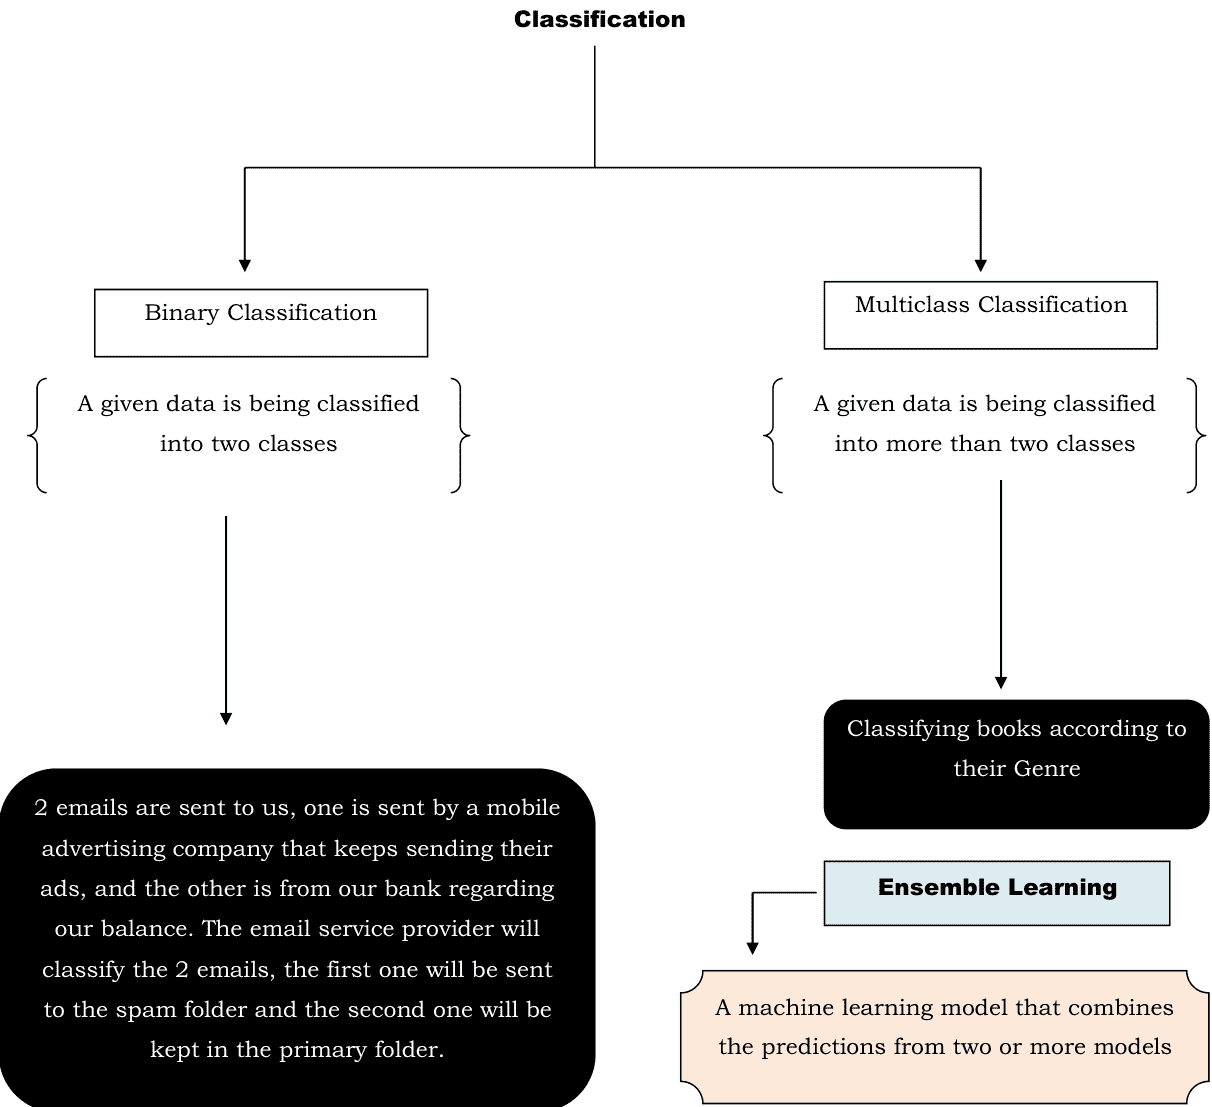 Classification
Binary Classification
A given data is being classified
into two classes
2 emails are sent to us, one is sent by a mobile
advertising company that keeps sending their
ads, and the other is from our bank regarding
our balance. The email service provider will
classify the 2 emails, the first one will be sent
to the spam folder and the second one will be
kept in the primary folder.
Multiclass Classification
A given data is being classified
into more than two classes
Classifying books according to
their Genre
Ensemble Learning
A machine learning model that combines
the predictions from two or more models